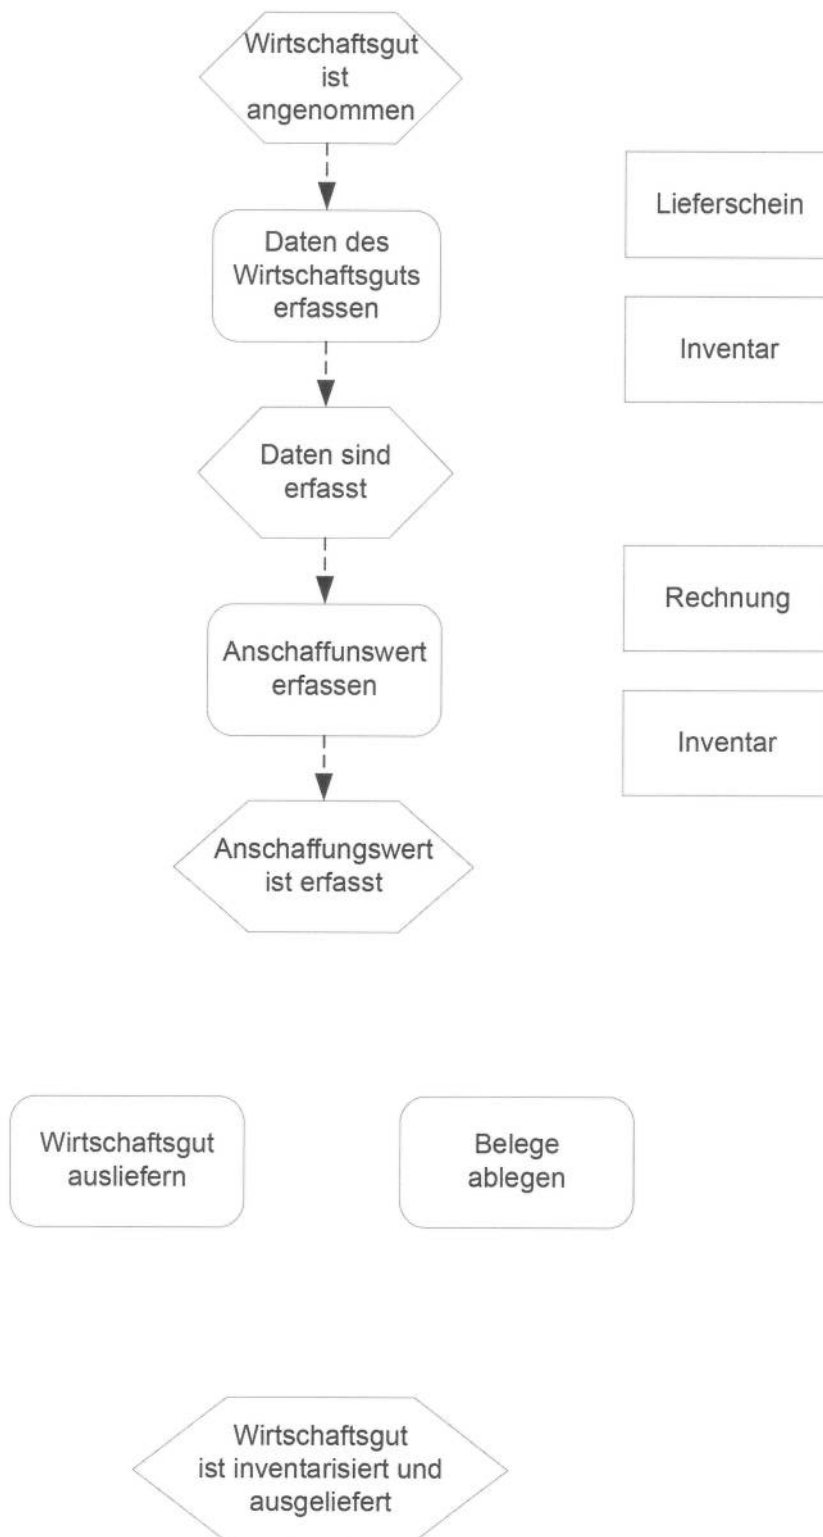 Wirtschaftsgut
ist
angenommen
Lieferschein
Daten des
Wirtschaftsguts
erfassen
Inventar
Daten sind
erfasst
Rechnung
Anschaffunswert
erfassen
Inventar
Anschaffungswert
ist erfasst
Wirtschaftsgut
ausliefern
Belege
ablegen
Wirtschaftsgut
ist inventarisiert und
ausgeliefert